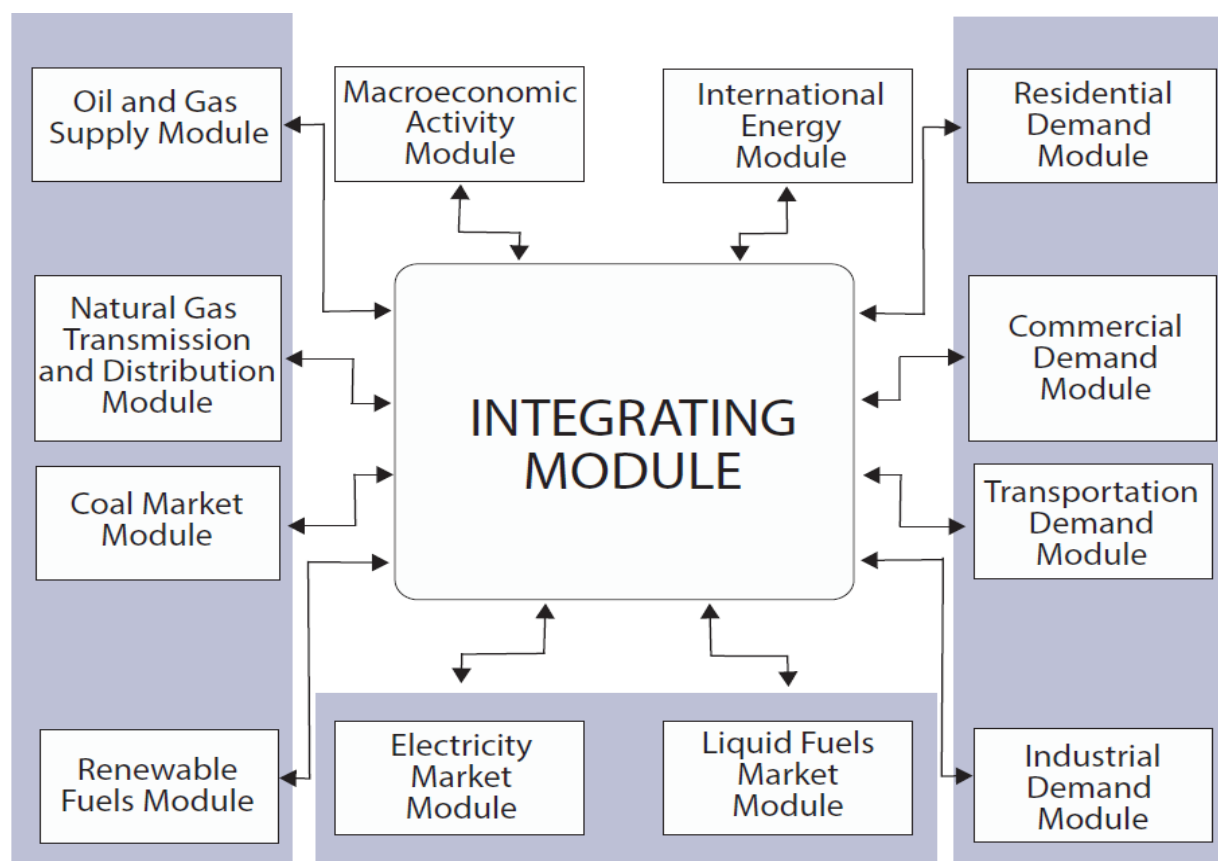 Oil and Gas
Supply Module
Macroeconomic
Activity
Module
International
Energy
Module
Residential
Demand
Module
Natural Gas
Transmission
and Distribution
Module
Commercial
Demand
Module
INTEGRATING
MODULE
Coal Market
Module
Transportation
Demand
Module
Renewable
Fuels Module
Electricity
Market
Module
Liquid Fuels
Market
Module
Industrial
Demand
Module